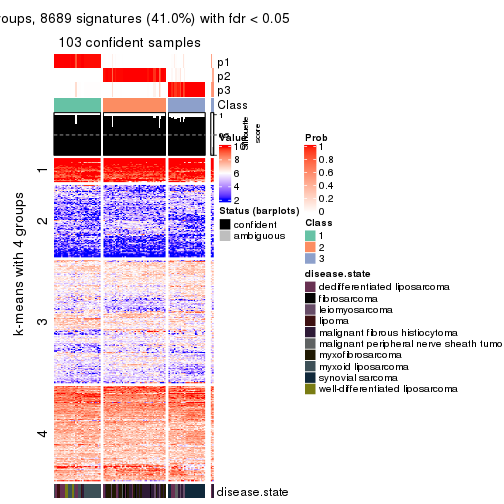 oups, 8689 signatures (41.0%) with fdr < 0.05
103 confident samples
p1
p2
p3
Class
1
Silhouette
score
Value
10
2
Status (barplots)
confident
ambiguous
Prob
1
0.8
0.6
0.4
0.2
0
Class
1
2
3
disease.state
dedifferentiated liposarcoma
fibrosarcoma
leiomyosarcoma
lipoma
malignant fibrous histiocytoma
malignant peripheral nerve sheath tumo
myxofibrosarcoma
myxoid liposarcoma
synovial sarcoma
well-differentiated liposarcoma
k-means with 4 groups
1
2
3
4
disease.state